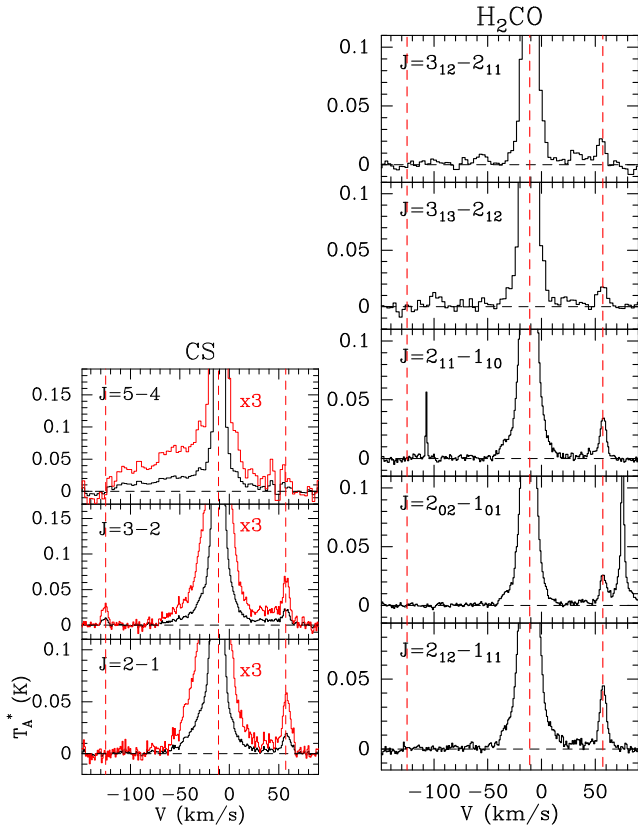 H₂CO
0.1
0.05
0
J=3₁₂−2₁₁
0.1
0.05
0
J=3₁₃−2₁₂
CS
0.15
0.1
0.05
0
J=5−4
x3
0.1
0.05
0
J=2₁₁−1₁₀
0.15
0.1
0.05
0
J=3−2
x3
0.1
0.05
0
J=2₀₂−1₀₁
0.1
0.05
0
J=2−1
x3
T_A* (K)
0.05
0
J=2₁₂−1₁₁
−100 −50 0 50
V (km/s)
−100 −50 0 50
V (km/s)